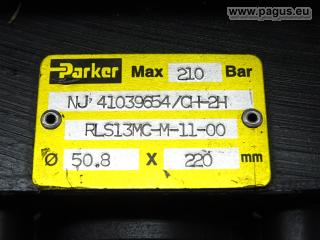 www.pagus.eu
Parker Max 210 Bar
NJ' 41039654/CH-2H
RLS13MC-M-11-00
Ø 50.8 X 220 mm